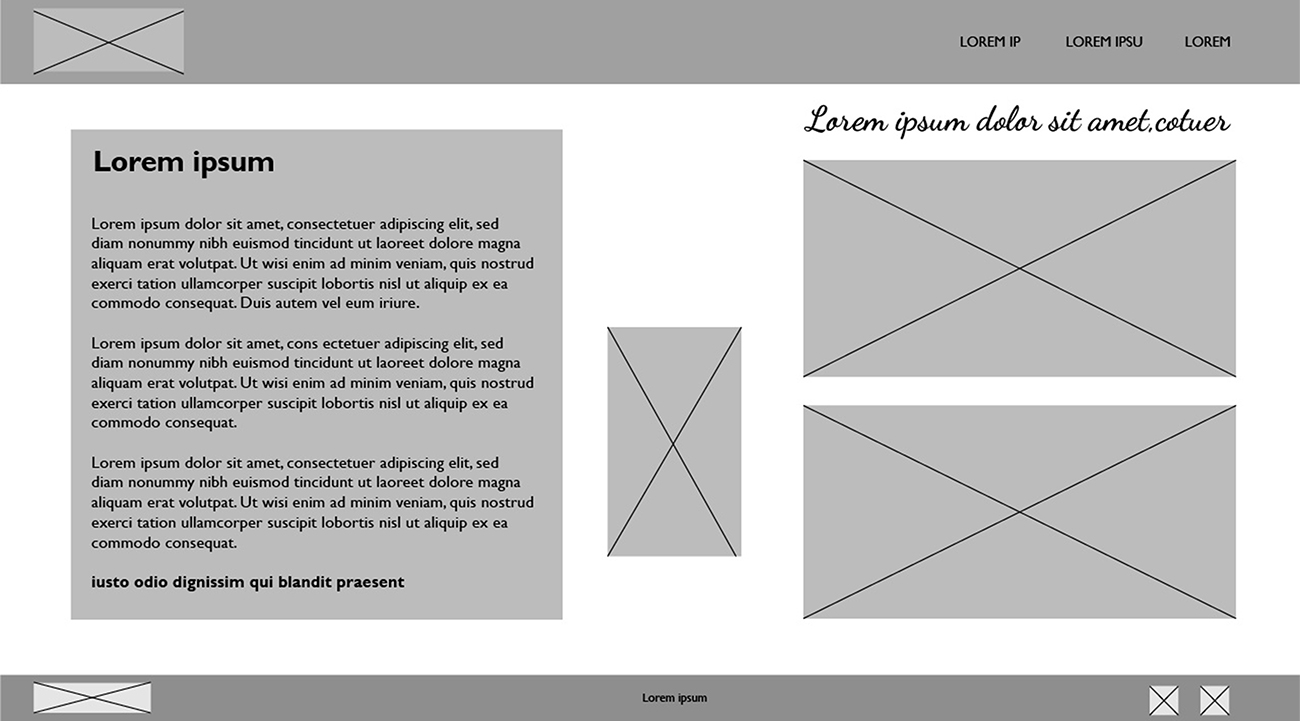 LOREM IP
LOREM IPSU
LOREM
Lorem ipsum
Lorem ipsum dolor sit amet, consectetuer adipiscing elit, sed
diam nonummy nibh euismod tincidunt ut laoreet dolore magna
aliquam erat volutpat. Ut wisi enim ad minim veniam, quis nostrud
exerci tation ullamcorper suscipit lobortis nisl ut aliquip ex ea
commodo consequat. Duis autem vel eum iriure.
Lorem ipsum dolor sit amet, cons ectetuer adipiscing elit, sed
diam nonummy nibh euismod tincidunt ut laoreet dolore magna
aliquam erat volutpat. Ut wisi enim ad minim veniam, quis nostrud
exerci tation ullamcorper suscipit lobortis nisl ut aliquip ex ea
commodo consequat.
Lorem ipsum dolor sit amet, consectetuer adipiscing elit, sed
diam nonummy nibh euismod tincidunt ut laoreet dolore magna
aliquam erat volutpat. Ut wisi enim ad minim veniam, quis nostrud
exerci tation ullamcorper suscipit lobortis nisl ut aliquip ex ea
commodo consequat.
iusto odio dignissim qui blandit praesent
Lorem ipsum dolor sit amet,cotuer
Lorem ipsum